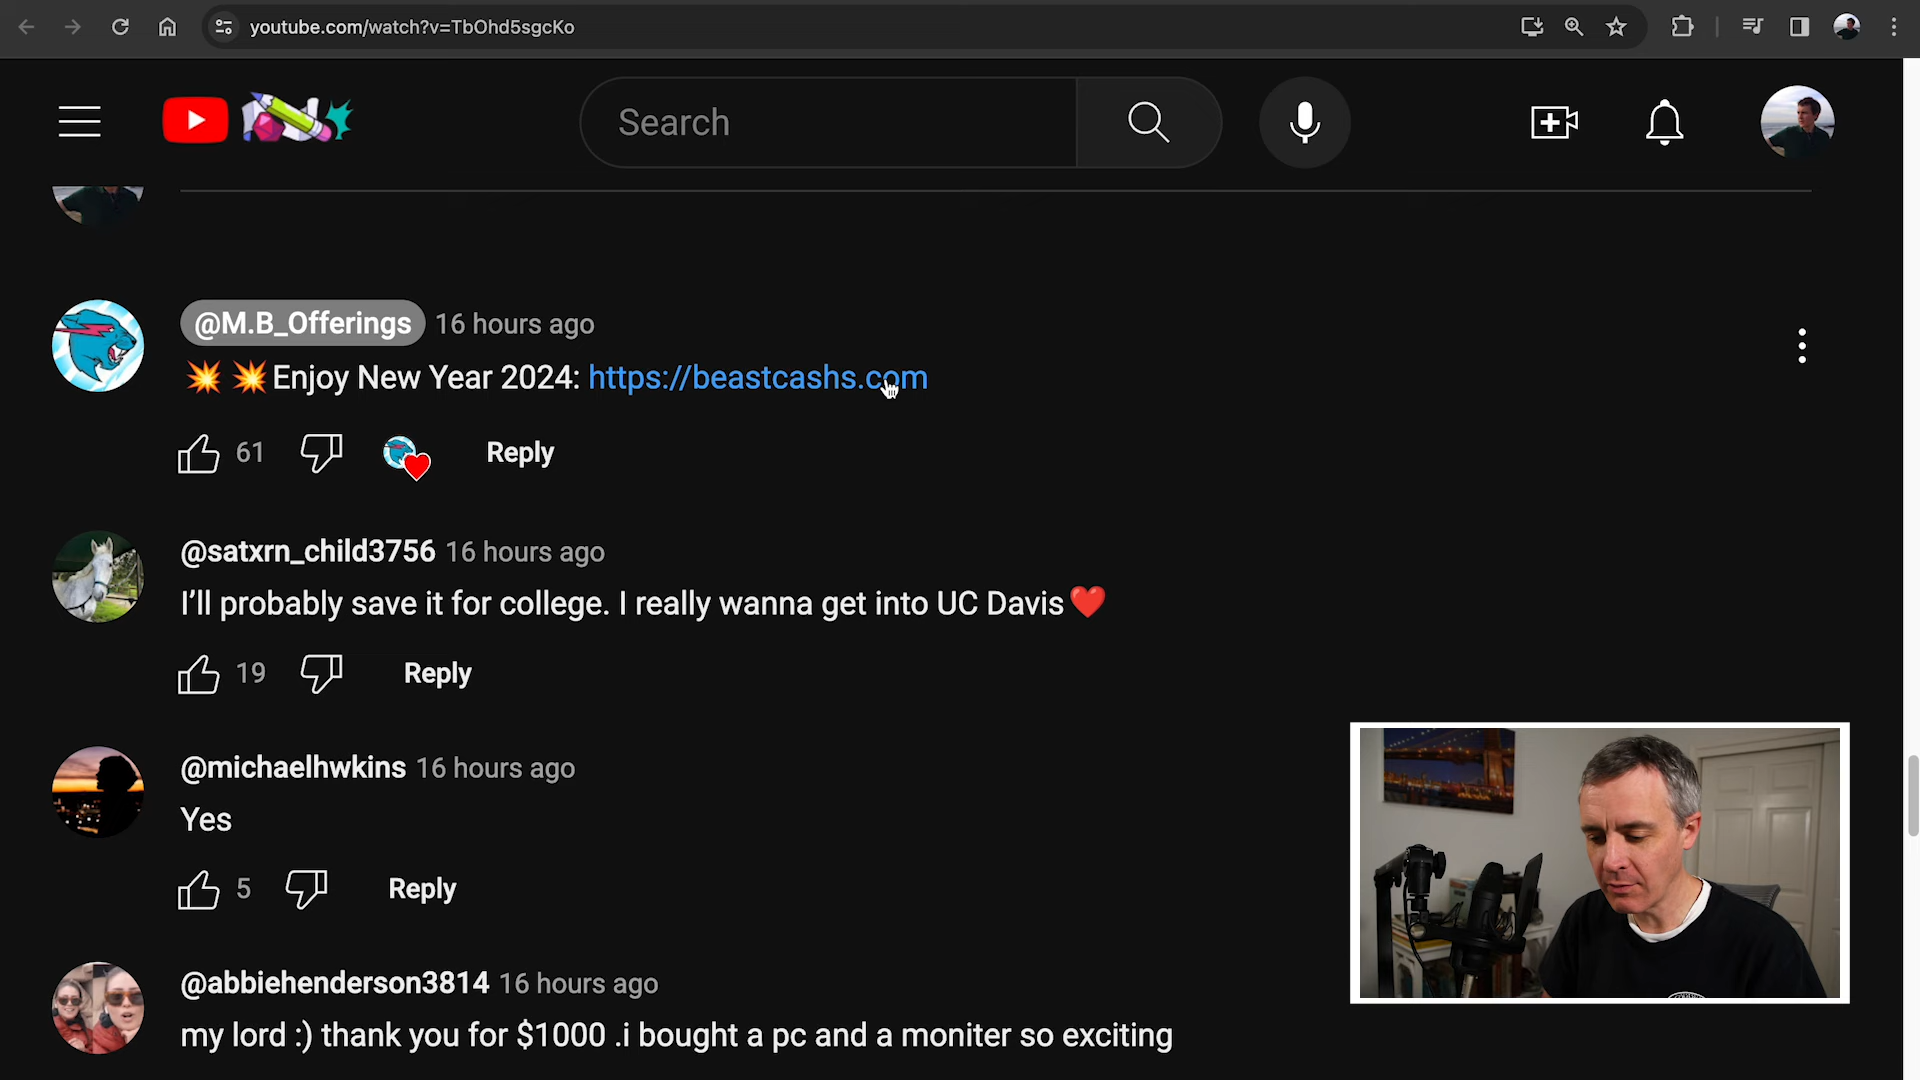 youtube.com/watch?v=TbOhd5sgcKo
Search
@M.B_Offerings 16 hours ago
💥 💥Enjoy New Year 2024: https://beastcashs.com
61 Reply
@satxrn_child3756 16 hours ago
I'll probably save it for college. I really wanna get into UC Davis❤️
19 Reply
@michaelhwkins 16 hours ago
Yes
5 Reply
@abbiehenderson3814 16 hours ago
my lord :) thank you for $1000 .i bought a pc and a moniter so exciting